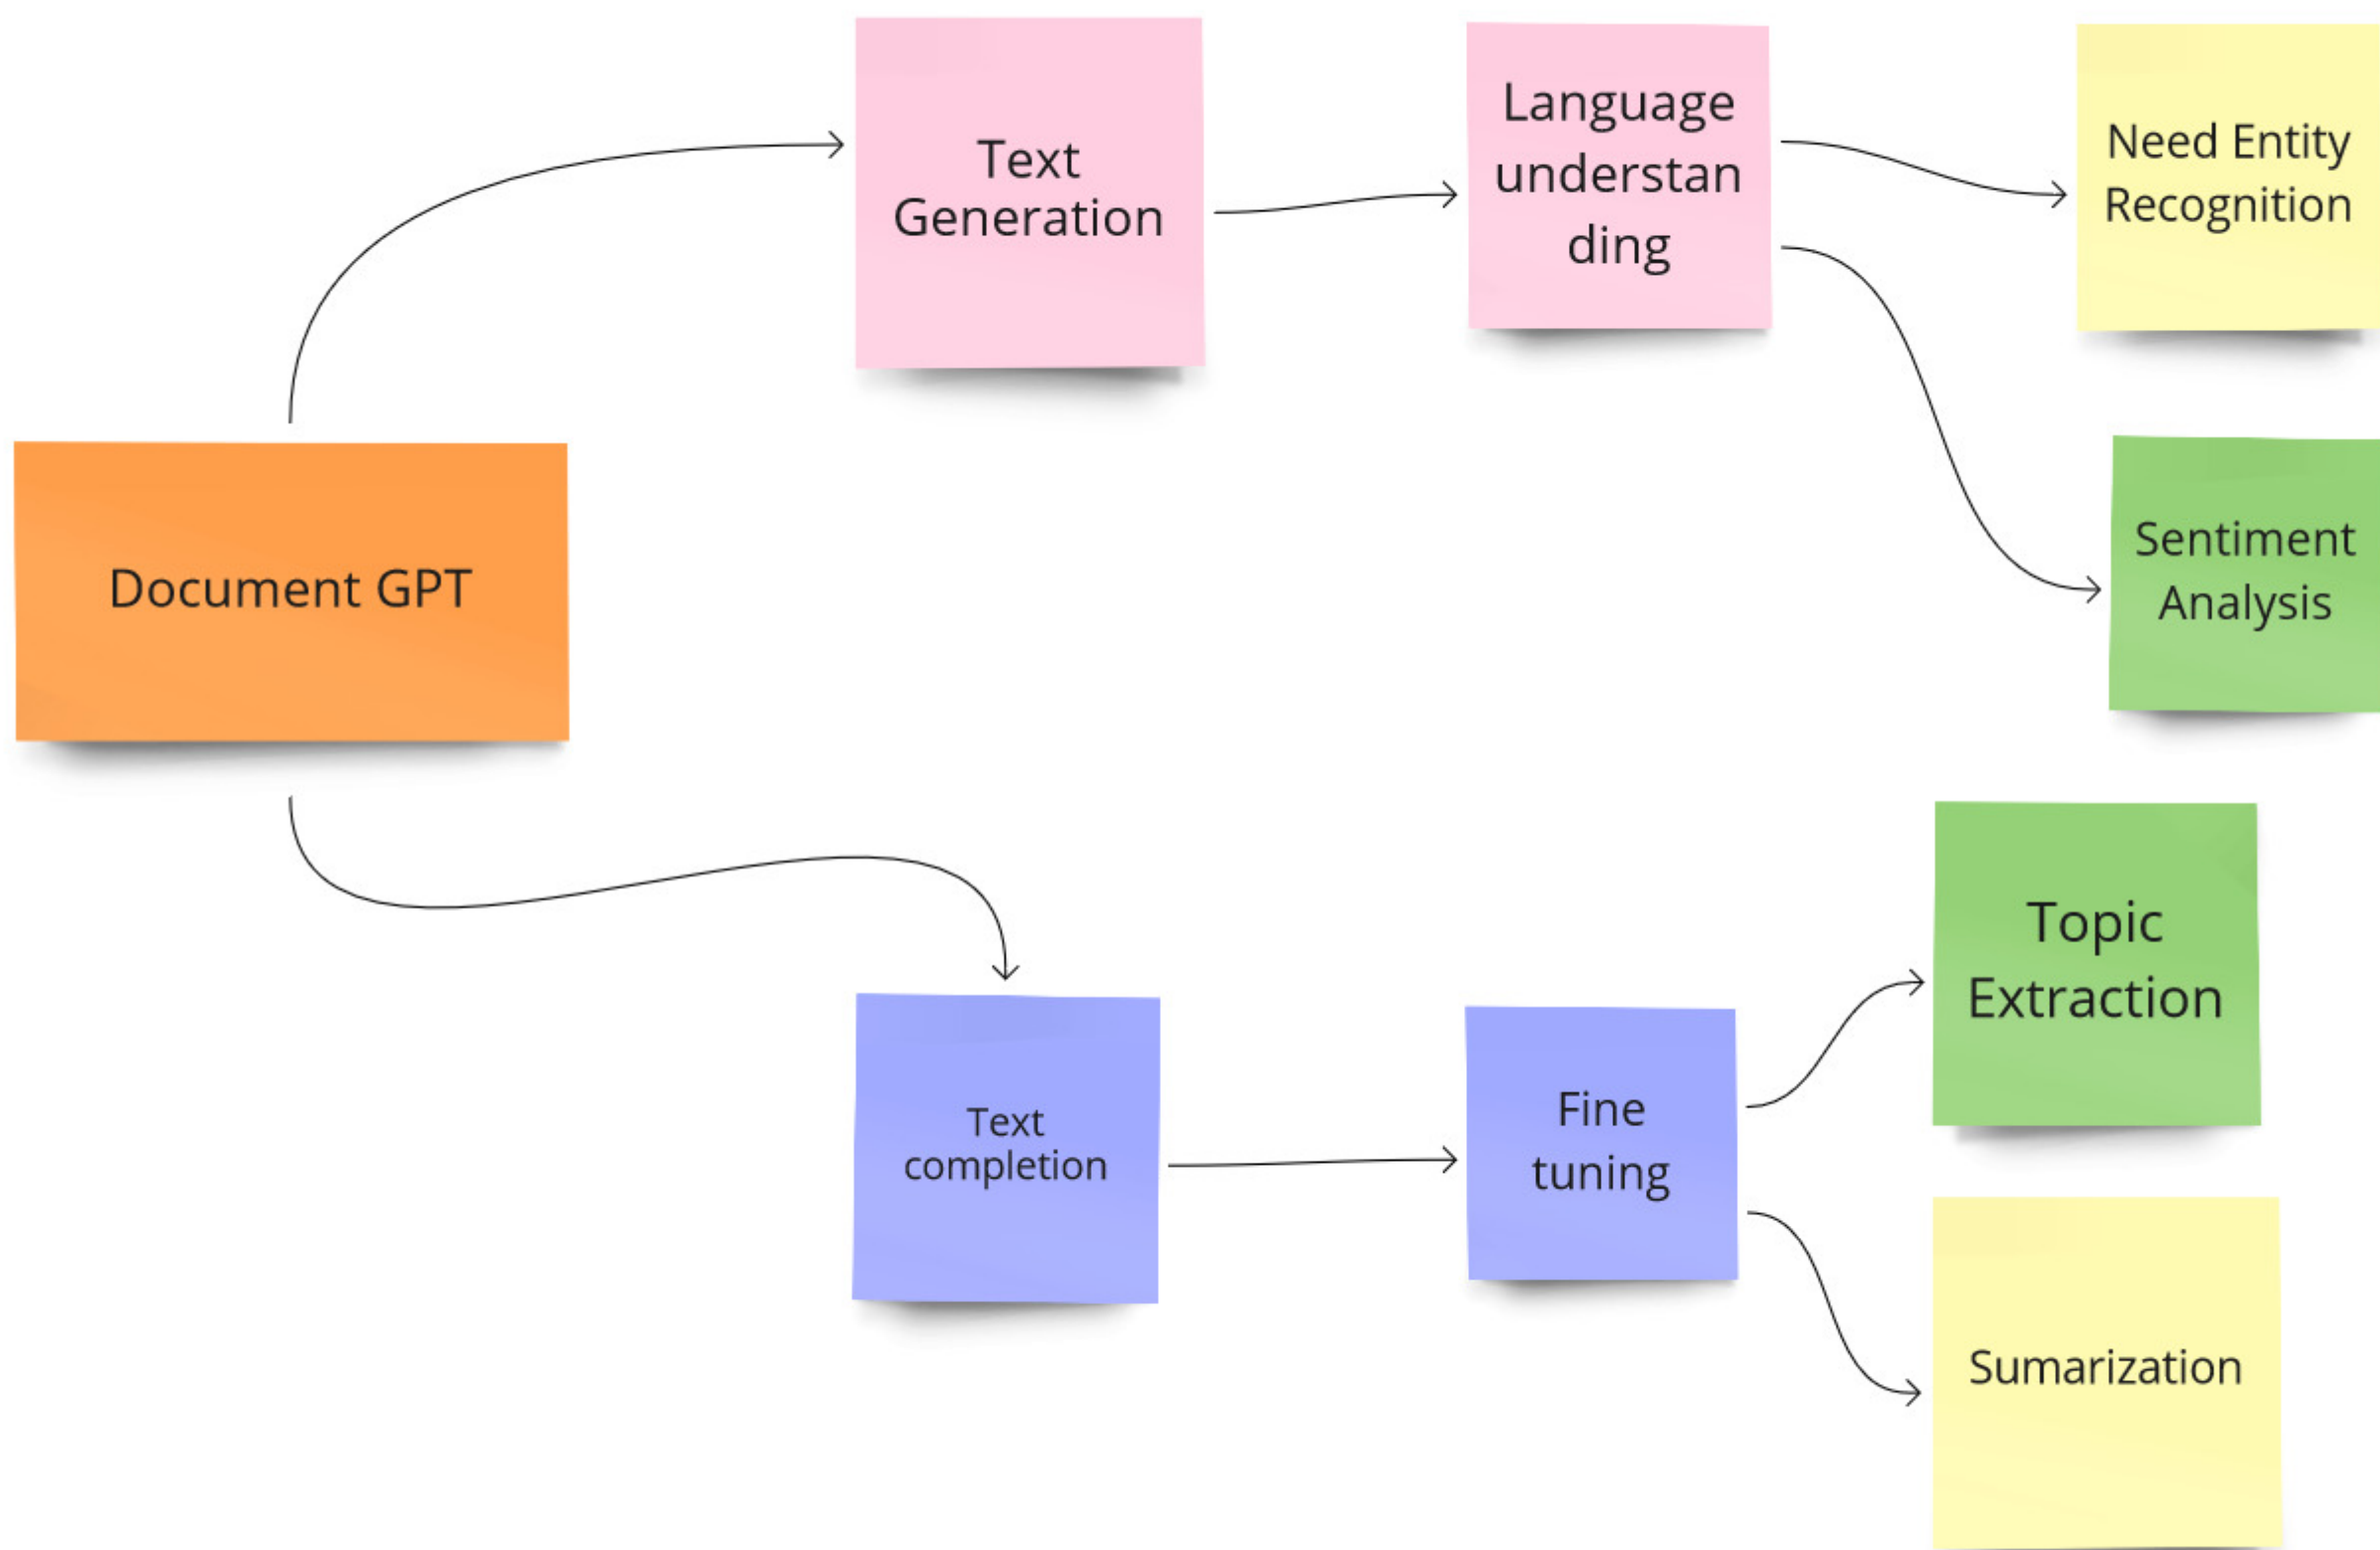 Text
Generation
Language
understan
ding
Need Entity
Recognition
Document GPT
Sentiment
Analysis
Text
completion
Fine
tuning
Topic
Extraction
Sumarization